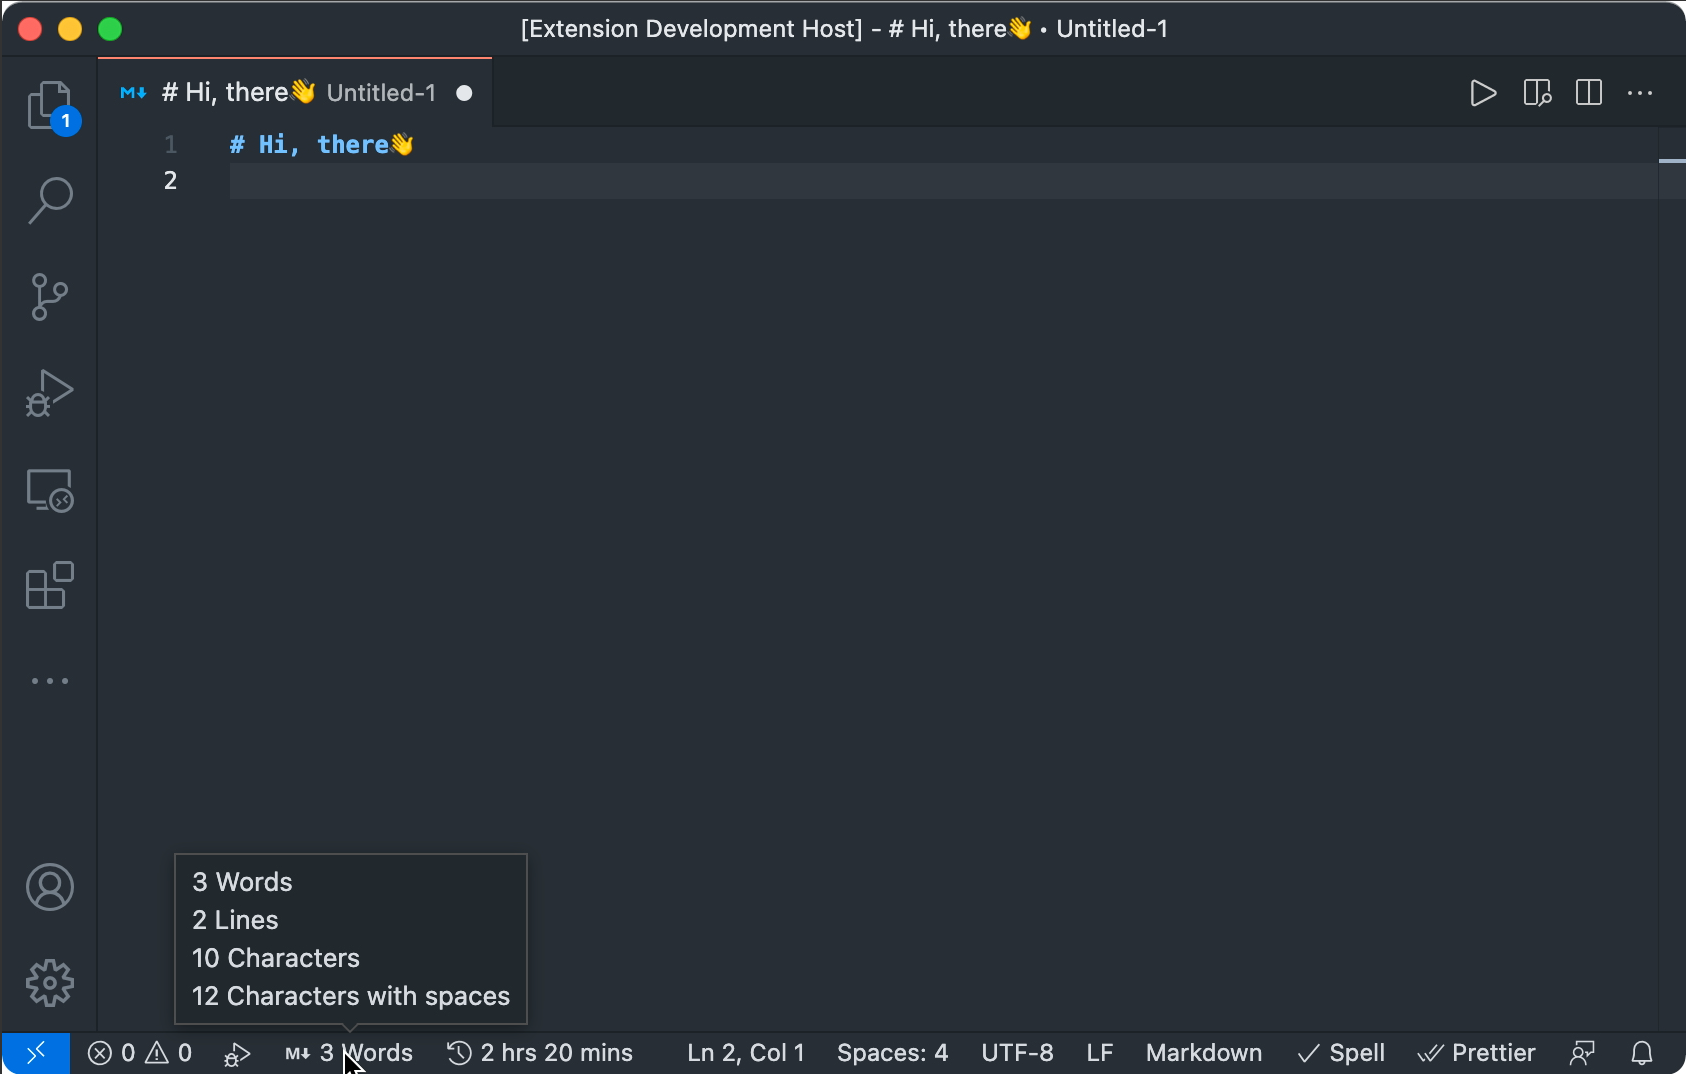 [Extension Development Host] - # Hi, there👋 • Untitled-1
# Hi, there👋 Untitled-1
1
1 # Hi, there👋
2
3 Words
2 Lines
10 Characters
12 Characters with spaces
0 0 M↓ 3 Words 2 hrs 20 mins Ln 2, Col 1 Spaces: 4 UTF-8 LF Markdown Spell Prettier